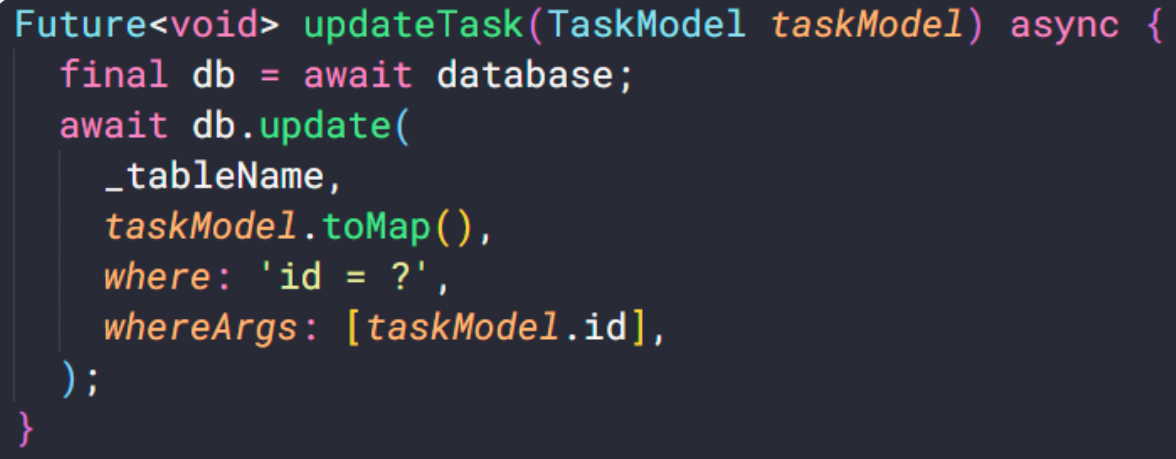 Future<void> updateTask(TaskModel taskModel) async {
  final db = await database;
  await db.update(
    _tableName,
    taskModel.toMap(),
    where: 'id = ?',
    whereArgs: [taskModel.id],
  );
}